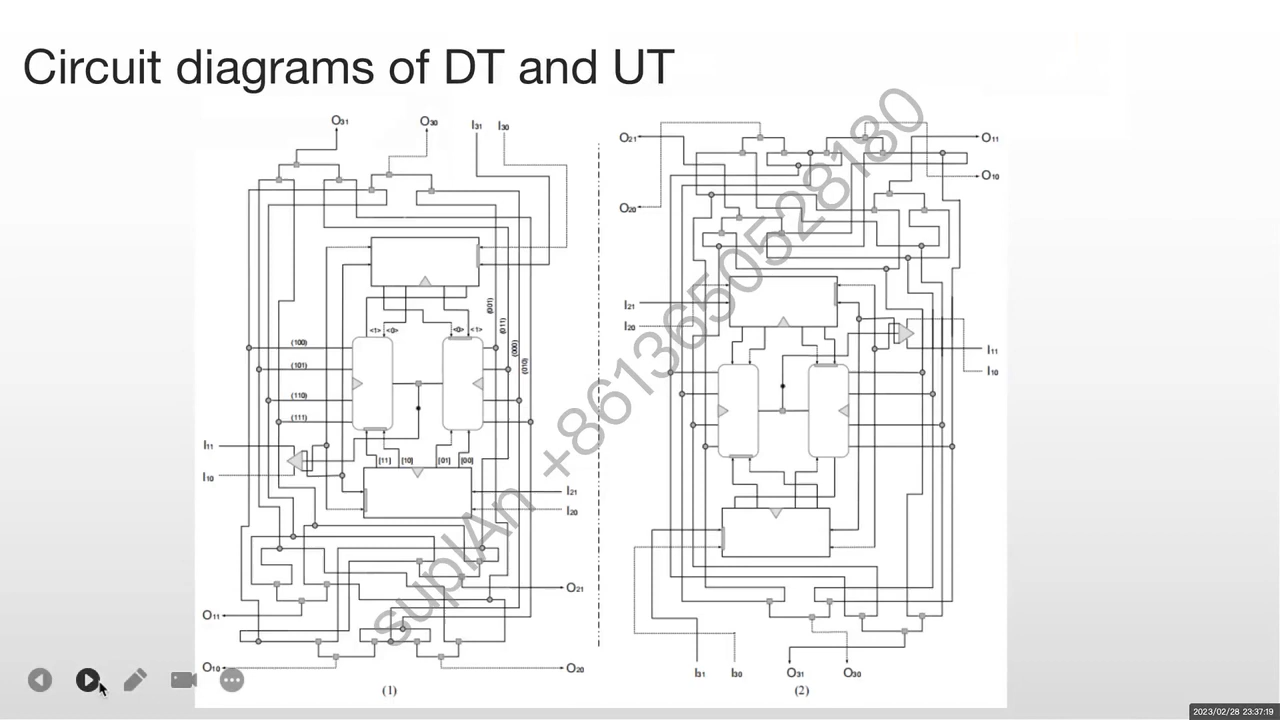 Circuit diagrams of DT and UT
O31
O30
I31
I30
(001)
(011)
(000)
(010)
<1>
<0>
<0>
<1>
(100)
(101)
(110)
(111)
I11
I10
[11]
[10]
[01]
[00]
I21
I20
O21
O11
O10
O20
(1)
O21
O11
O10
O20
I21
I20
I11
I10
I31
I30
O31
O30
(2)
suplAn +8613650528180
2023/02/28 23:37:19